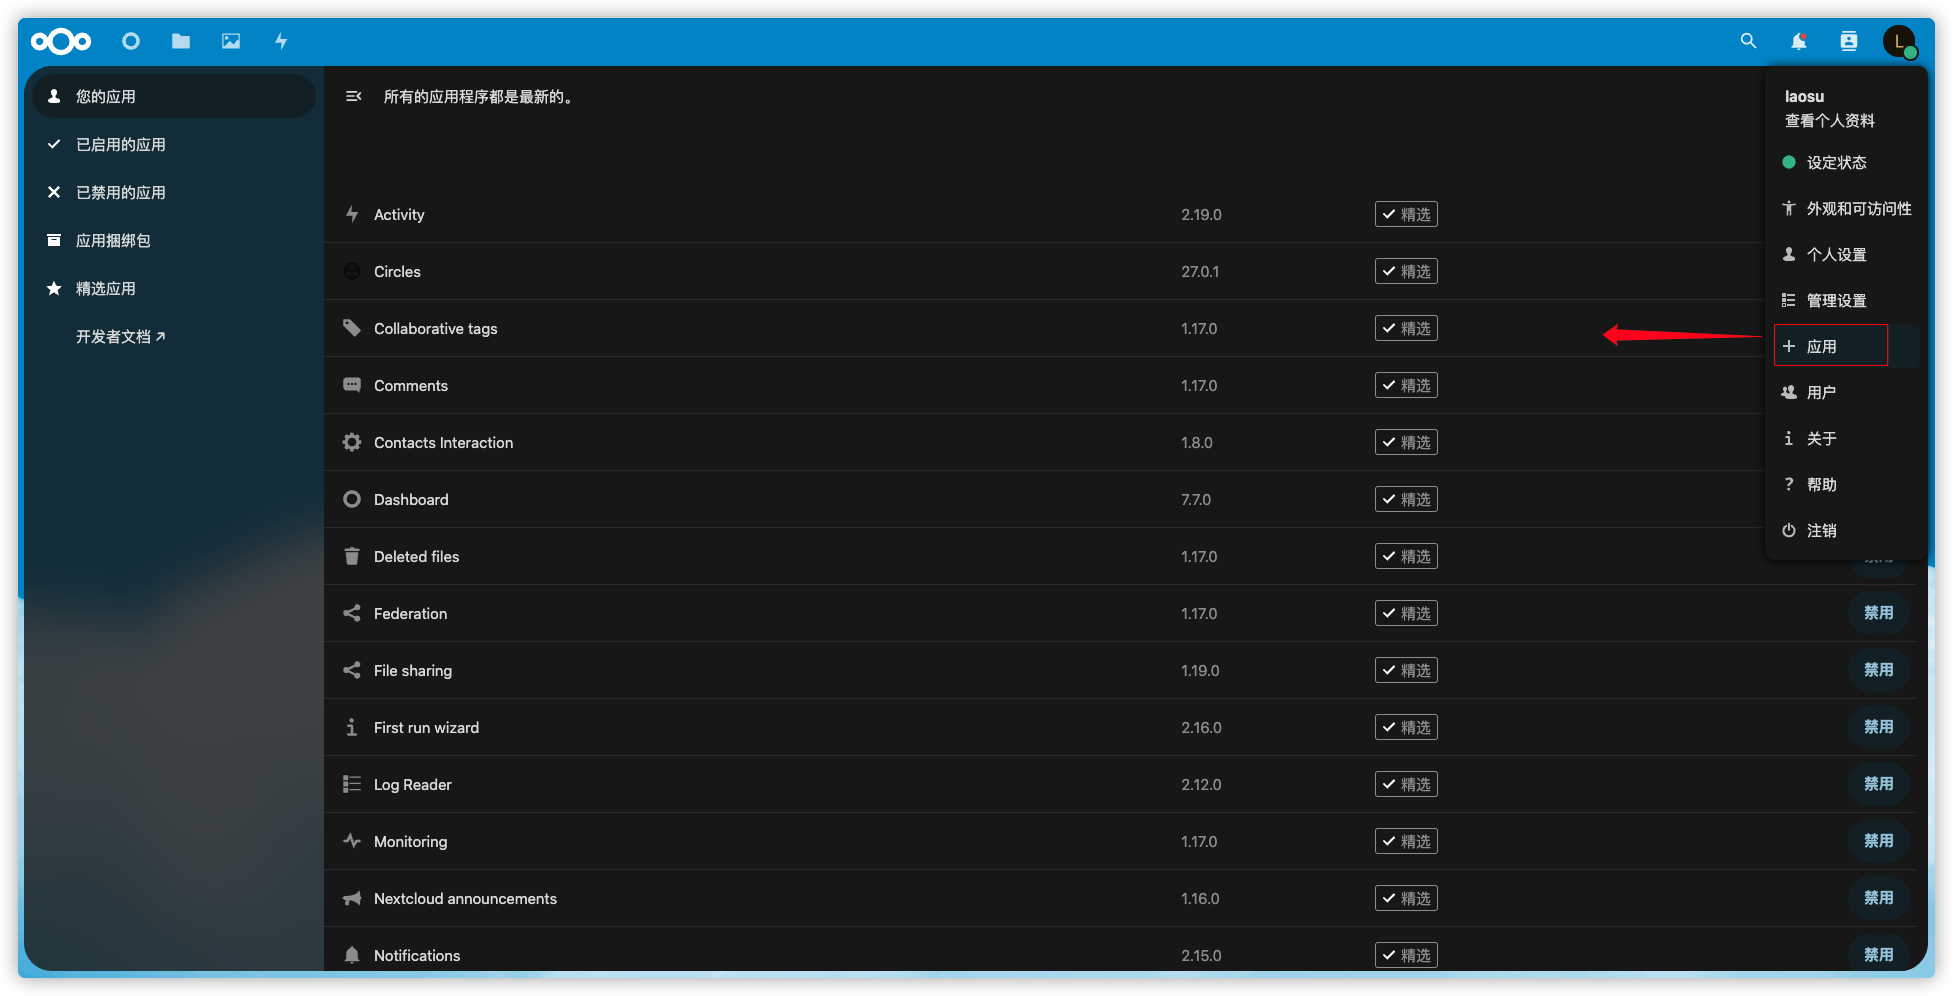 L
您的应用
已启用的应用
已禁用的应用
应用捆绑包
精选应用
开发者文档
所有的应用程序都是最新的。
Activity 2.19.0 精选
Circles 27.0.1 精选
Collaborative tags 1.17.0 精选
Comments 1.17.0 精选
Contacts Interaction 1.8.0 精选
Dashboard 7.7.0 精选
Deleted files 1.17.0 精选
Federation 1.17.0 精选 禁用
File sharing 1.19.0 精选 禁用
First run wizard 2.16.0 精选 禁用
Log Reader 2.12.0 精选 禁用
Monitoring 1.17.0 精选 禁用
Nextcloud announcements 1.16.0 精选 禁用
Notifications 2.15.0 精选 禁用
laosu
查看个人资料
设定状态
外观和可访问性
个人设置
管理设置
应用
用户
关于
帮助
注销